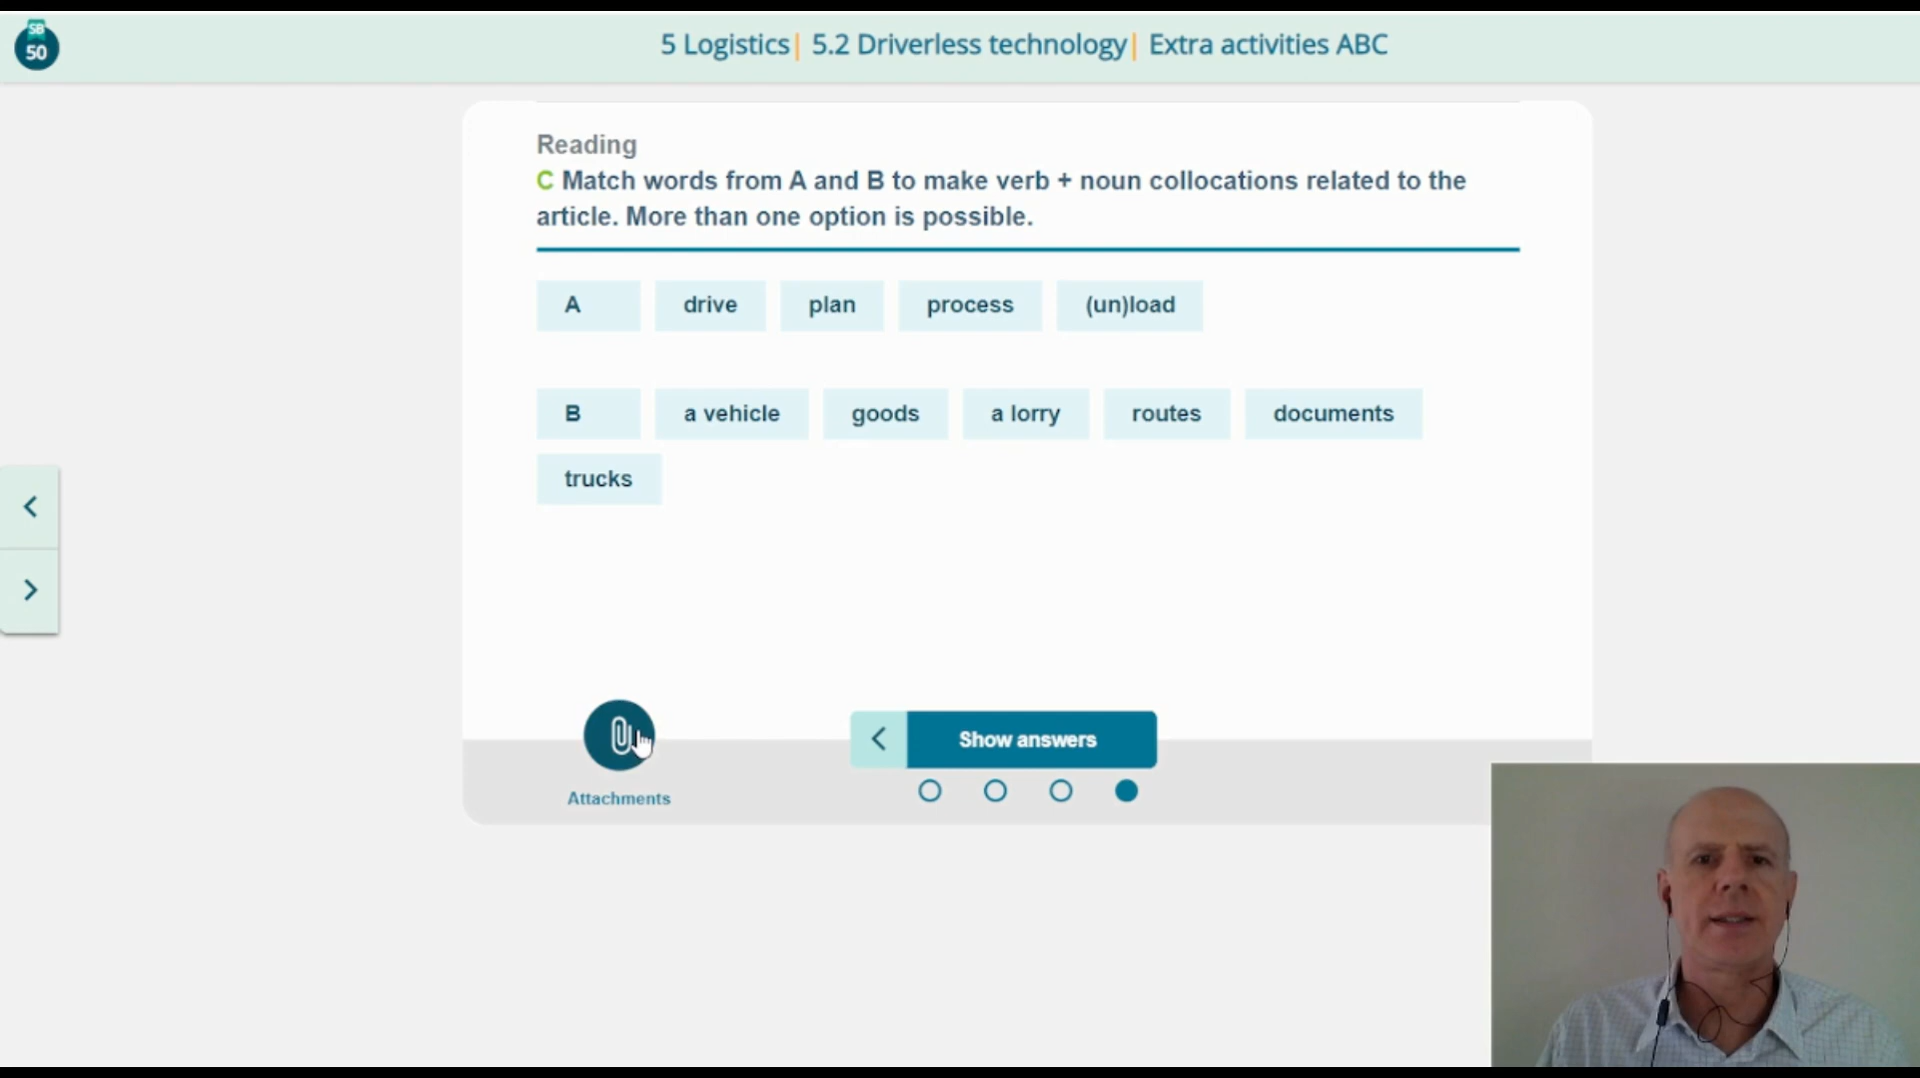 SB
50
5 Logistics| 5.2 Driverless technology| Extra activities ABC
Reading
C Match words from A and B to make verb + noun collocations related to the
article. More than one option is possible.
A drive plan process (un)load
B a vehicle goods a lorry routes documents
trucks
Show answers
Attachments